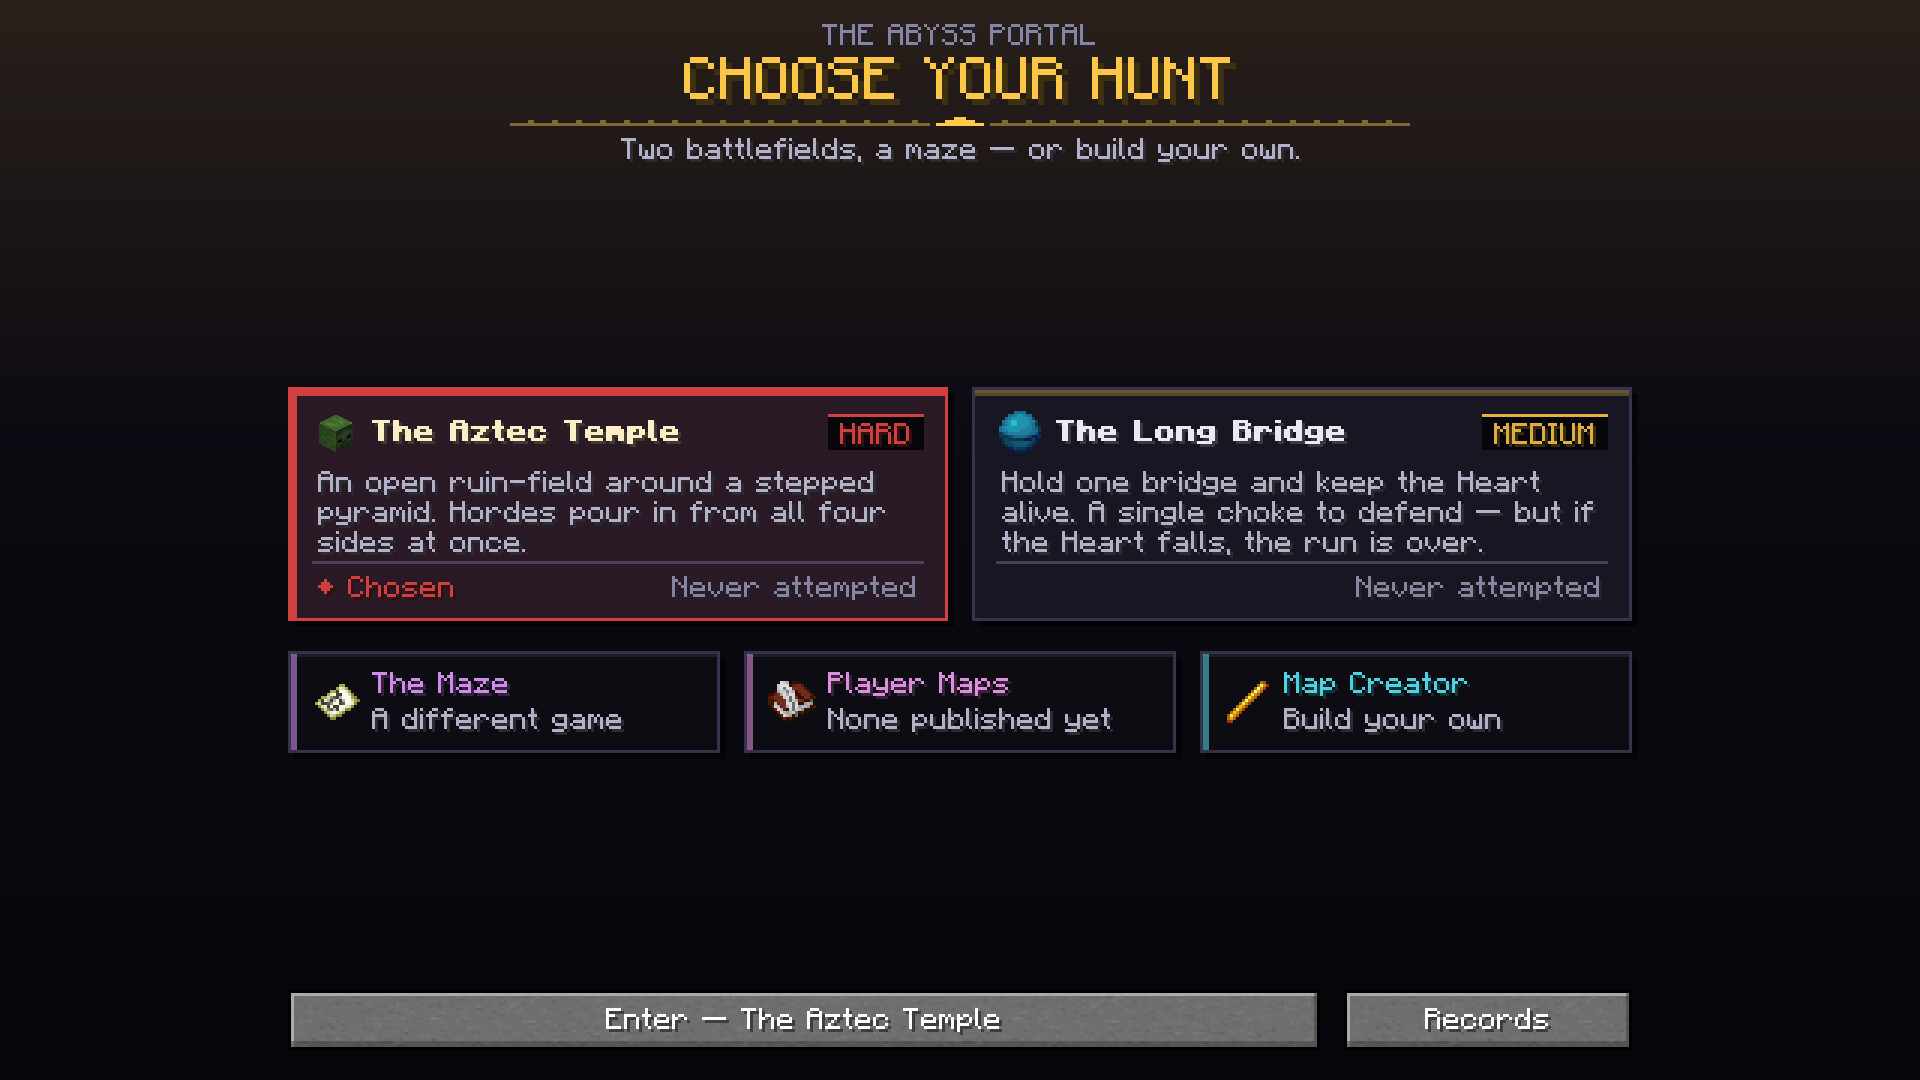 THE ABYSS PORTAL
CHOOSE YOUR HUNT
Two battlefields, a maze — or build your own.
The Aztec Temple
HARD
An open ruin-field around a stepped
pyramid. Hordes pour in from all four
sides at once.
Chosen
Never attempted
The Long Bridge
MEDIUM
Hold one bridge and keep the Heart
alive. A single choke to defend — but if
the Heart falls, the run is over.
Never attempted
The Maze
A different game
Player Maps
None published yet
Map Creator
Build your own
Enter — The Aztec Temple
Records